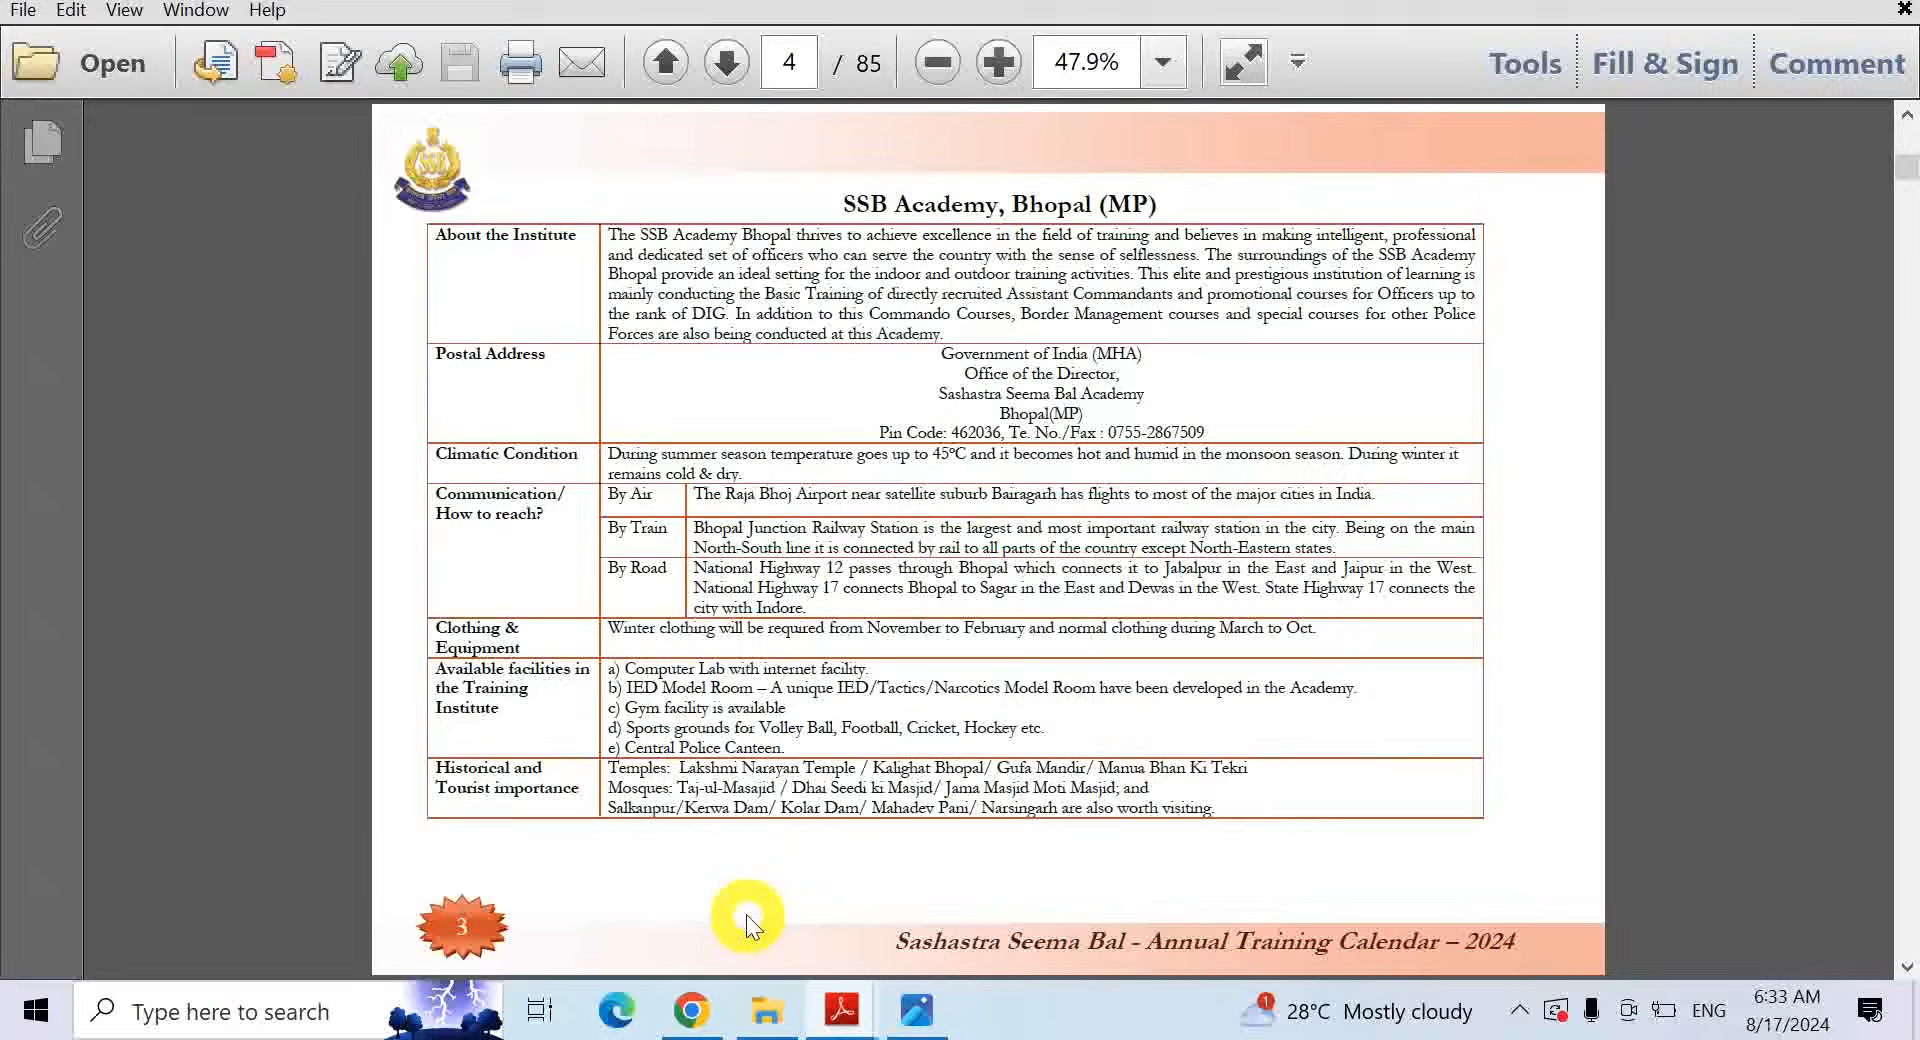 File Edit View Window Help
Open 4 / 85 47.9% Tools Fill & Sign Comment
SSB
SSB Academy, Bhopal (MP)
About the Institute
The SSB Academy Bhopal thrives to achieve excellence in the field of training and believes in making intelligent, professional
and dedicated set of officers who can serve the country with the sense of selflessness. The surroundings of the SSB Academy
Bhopal provide an ideal setting for the indoor and outdoor training activities. This elite and prestigious institution of learning is
mainly conducting the Basic Training of directly recruited Assistant Commandants and promotional courses for Officers up to
the rank of DIG. In addition to this Commando Courses, Border Management courses and special courses for other Police
Forces are also being conducted at this Academy.
Postal Address
Government of India (MHA)
Office of the Director,
Sashastra Seema Bal Academy
Bhopal(MP)
Pin Code: 462036, Te. No./Fax : 0755-2867509
Climatic Condition
During summer season temperature goes up to 45°C and it becomes hot and humid in the monsoon season. During winter it
remains cold & dry.
Communication/
How to reach?
By Air
The Raja Bhoj Airport near satellite suburb Bairagarh has flights to most of the major cities in India.
By Train
Bhopal Junction Railway Station is the largest and most important railway station in the city. Being on the main
North-South line it is connected by rail to all parts of the country except North-Eastern states.
By Road
National Highway 12 passes through Bhopal which connects it to Jabalpur in the East and Jaipur in the West.
National Highway 17 connects Bhopal to Sagar in the East and Dewas in the West. State Highway 17 connects the
city with Indore.
Clothing &
Equipment
Winter clothing will be required from November to February and normal clothing during March to Oct.
Available facilities in
the Training
Institute
a) Computer Lab with internet facility.
b) IED Model Room – A unique IED/Tactics/Narcotics Model Room have been developed in the Academy.
c) Gym facility is available
d) Sports grounds for Volley Ball, Football, Cricket, Hockey etc.
e) Central Police Canteen.
Historical and
Tourist importance
Temples: Lakshmi Narayan Temple / Kalighat Bhopal/ Gufa Mandir/ Manua Bhan Ki Tekri
Mosques: Taj-ul-Masajid / Dhai Seedi ki Masjid/ Jama Masjid Moti Masjid; and
Salkanpur/Kerwa Dam/ Kolar Dam/ Mahadev Pani/ Narsingarh are also worth visiting.
3
Sashastra Seema Bal - Annual Training Calendar – 2024
Type here to search
1
28°C Mostly cloudy
ENG
6:33 AM
8/17/2024